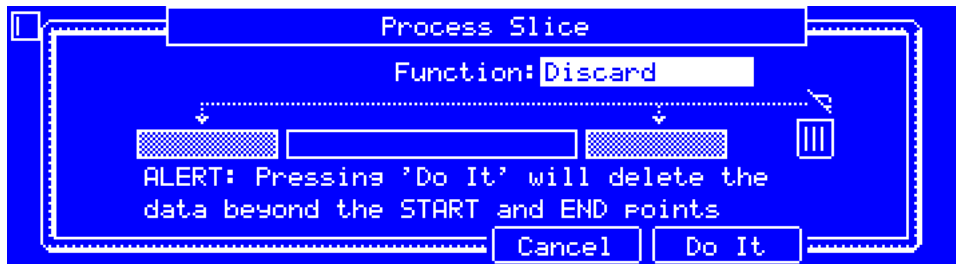 Process Slice
Function:Discard
ALERT: Pressing 'Do It' will delete the
data beyond the START and END points
Cancel Do It